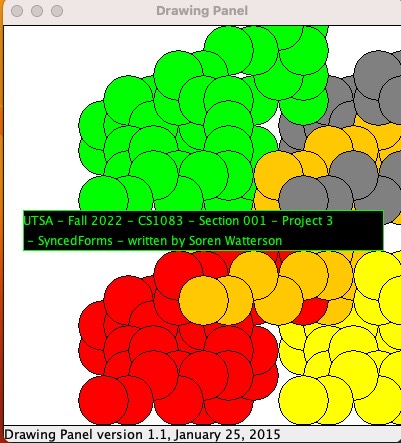 Drawing Panel
UTSA - Fall 2022 - CS1083 - Section 001 - Project 3
- SyncedForms - written by Soren Watterson
Drawing Panel version 1.1, January 25, 2015